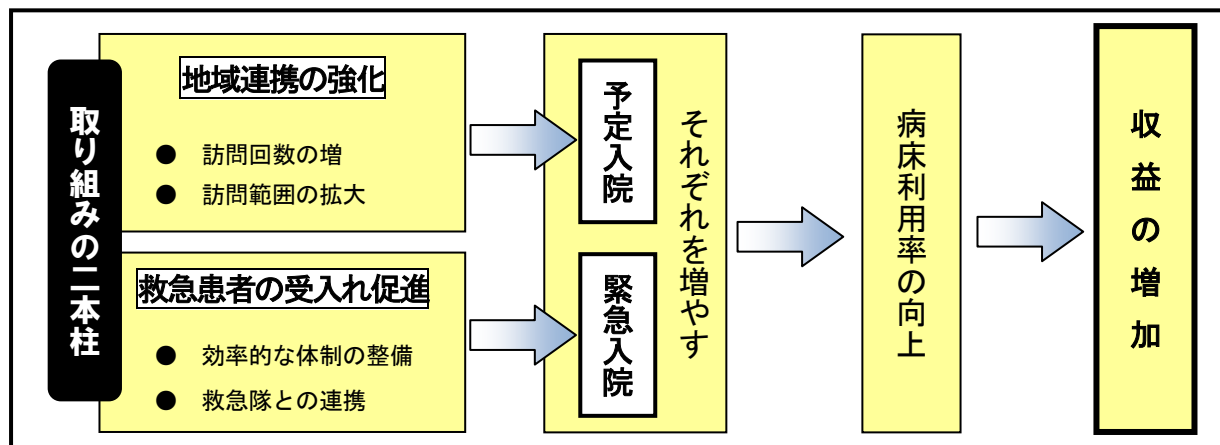 取り組みの二本柱
地域連携の強化
● 訪問回数の増
● 訪問範囲の拡大
救急患者の受入れ促進
● 効率的な体制の整備
● 救急隊との連携
予定入院
緊急入院
それぞれを増やす
病床利用率の向上
収益の増加